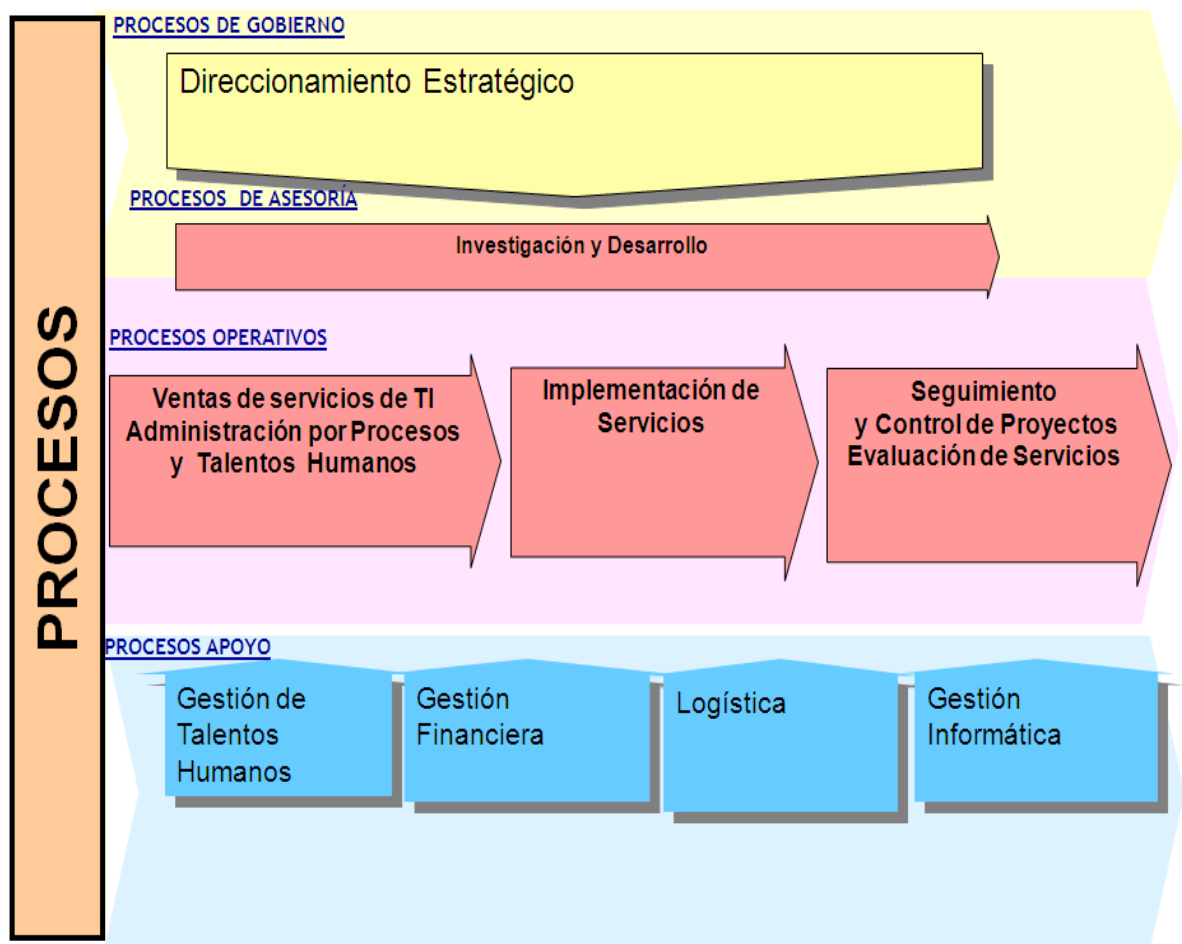 PROCESOS
PROCESOS DE GOBIERNO
Direccionamiento Estratégico
PROCESOS DE ASESORÍA
Investigación y Desarrollo
PROCESOS OPERATIVOS
Ventas de servicios de TI
Administración por Procesos
y Talentos Humanos
Implementación de
Servicios
Seguimiento
y Control de Proyectos
Evaluación de Servicios
PROCESOS APOYO
Gestión de
Talentos
Humanos
Gestión
Financiera
Logística
Gestión
Informática